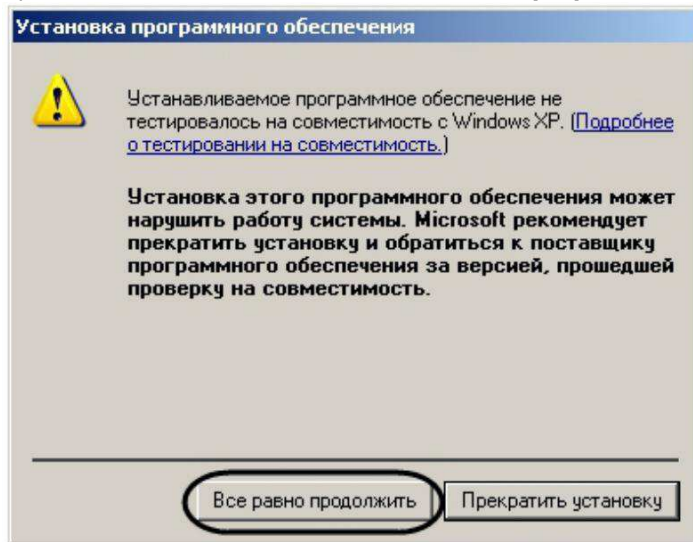 Установка программного обеспечения
Устанавливаемое программное обеспечение не
тестировалось на совместимость с Windows XP. (Подробнее
о тестировании на совместимость.)
Установка этого программного обеспечения может
нарушить работу системы. Microsoft рекомендует
прекратить установку и обратиться к поставщику
программного обеспечения за версией, прошедшей
проверку на совместимость.
Все равно продолжить
Прекратить установку